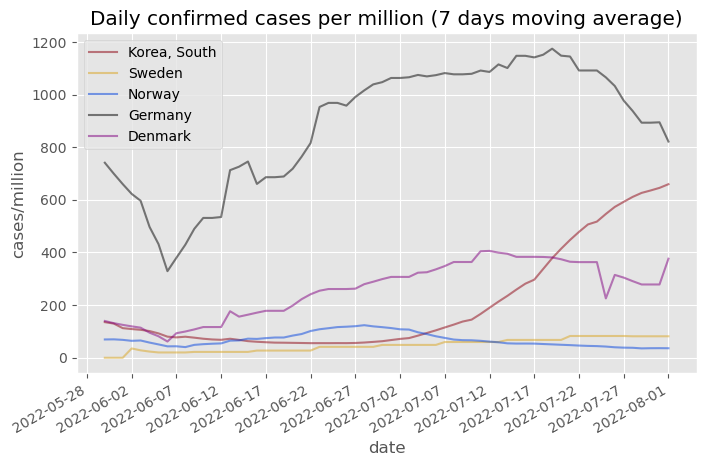 Daily confirmed cases per million (7 days moving average)
Korea, South
Sweden
Norway
Germany
Denmark
cases/million
1200
1000
800
600
400
200
0
2022-05-28
2022-06-02
2022-06-07
2022-06-12
2022-06-17
2022-06-22
2022-06-27
2022-07-02
2022-07-07
2022-07-12
2022-07-17
2022-07-22
2022-07-27
2022-08-01
date